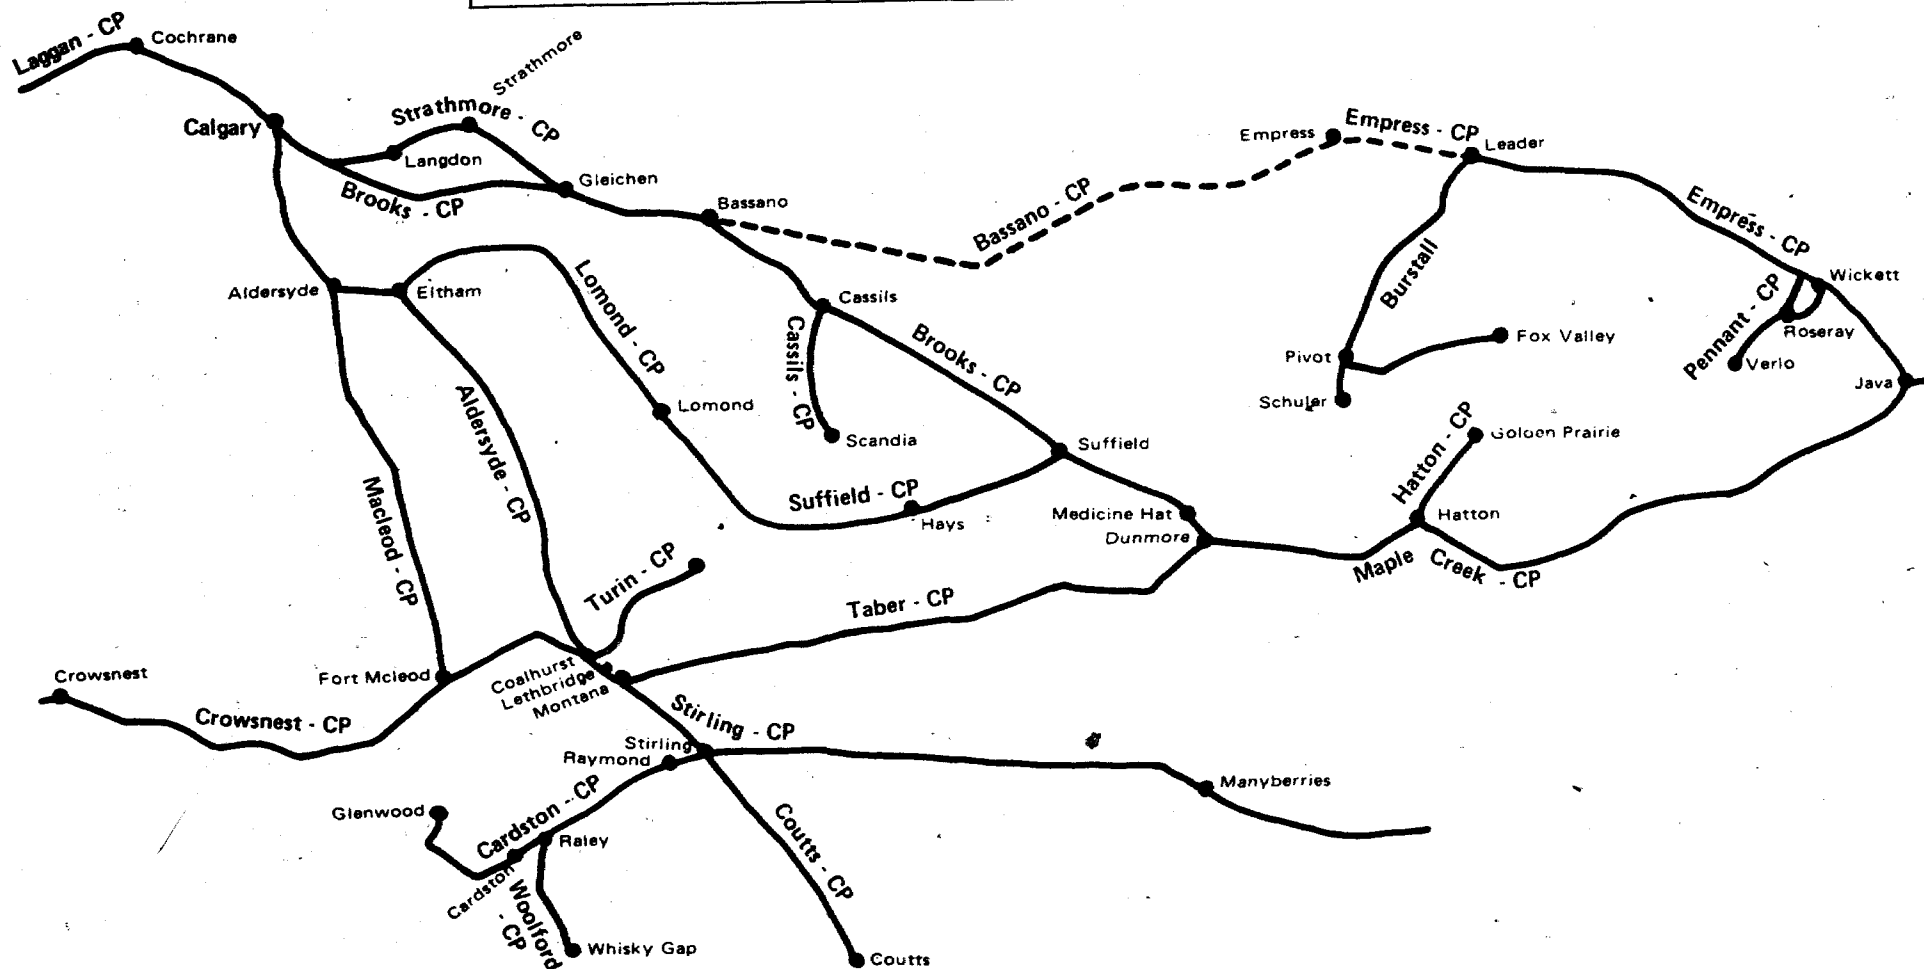 Laggan - CP
Cochrane
Strathmore
Strathmore - CP
Calgary
Langdon
Brooks - CP
Gleichen
Bassano
Bassano - CP
Empress
Empress - CP
Leader
Empress - CP
Wickett
Burstall
Pennant - CP
Roseray
Verlo
Java
Pivot
Fox Valley
Schuler
Aldersyde
Eltham
Lomond - CP
Cassils
Cassils - CP
Brooks - CP
Lomond
Scandia
Suffield
Suffield - CP
Hays
Medicine Hat
Dunmore
Hatton - CP
Golden Prairie
Hatton
Maple Creek - CP
Aldersyde - CP
Macleod - CP
Turin - CP
Taber - CP
Crowsnest
Fort Mcleod
Coalhurst
Lethbridge
Montana
Crowsnest - CP
Stirling - CP
Stirling
Raymond
Manyberries
Glenwood
Cardston - CP
Raley
Cardston
Coutts - CP
Woolford - CP
Whisky Gap
Coutts